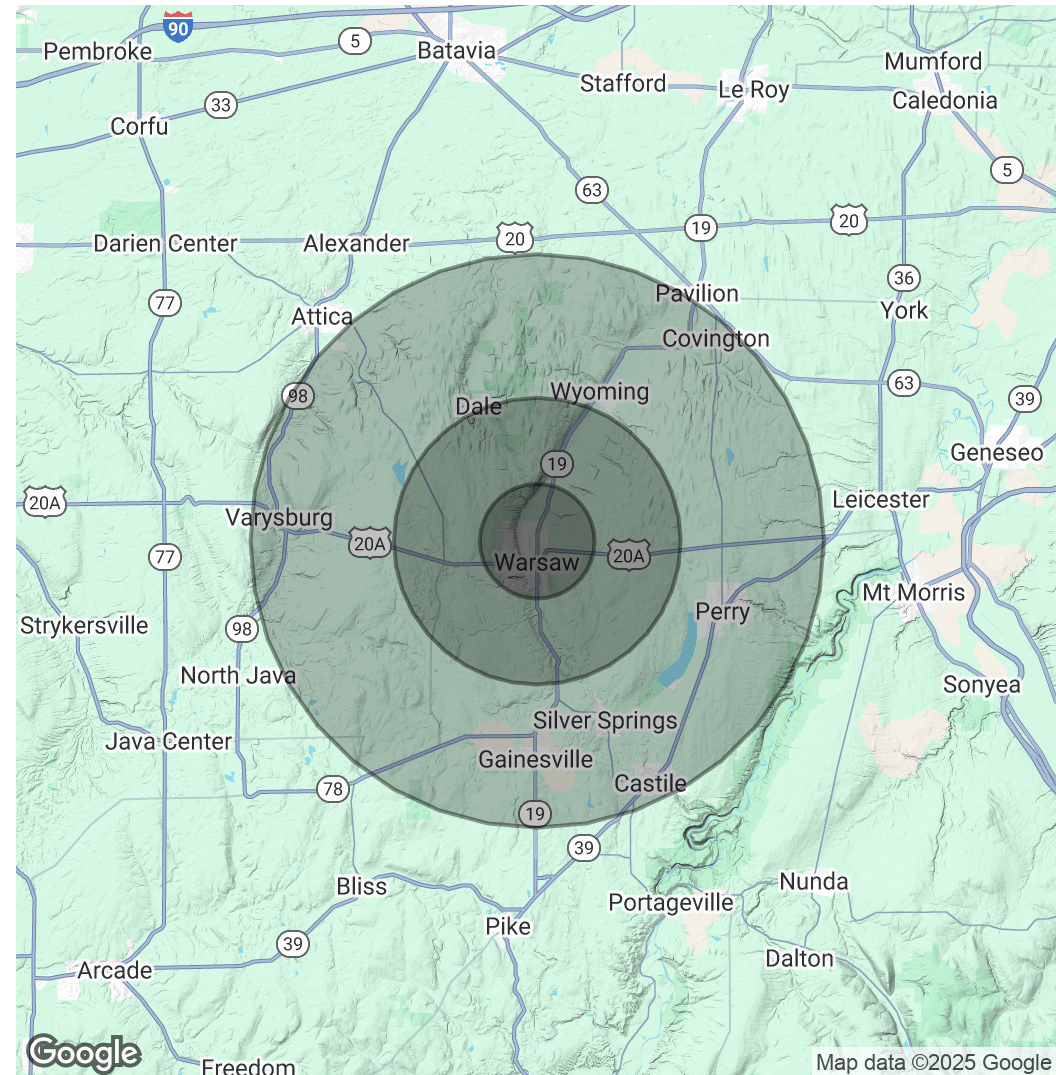 90
Pembroke
5
Batavia
Mumford
Stafford
Le Roy
Caledonia
33
Corfu
5
63
19
20
20
Darien Center
Alexander
36
Pavilion
77
York
Attica
Covington
63
98
Wyoming
39
Dale
Geneseo
19
Leicester
20A
Varysburg
20A
20A
77
Warsaw
Mt Morris
Perry
Strykersville
98
North Java
Sonyea
Silver Springs
Java Center
Gainesville
Castile
78
19
39
Nunda
Bliss
Portageville
Pike
39
Dalton
Arcade
Google
Map data ©2025 Google
Freedom